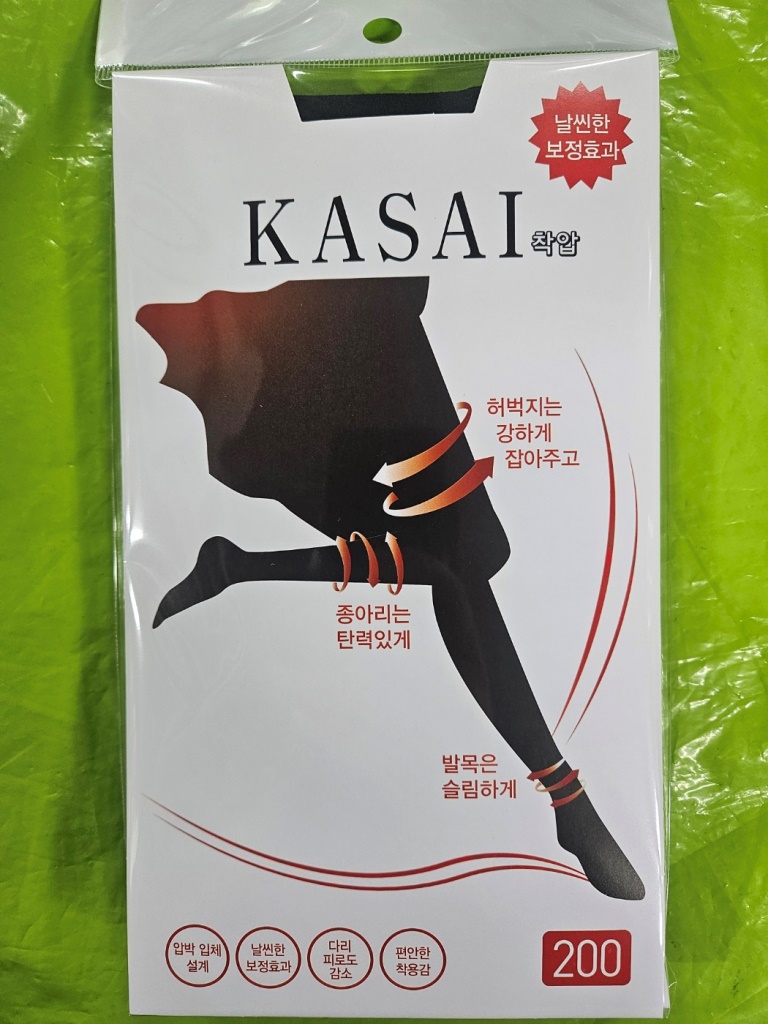 날씬한
보정효과
KASAI 착압
허벅지는
강하게
잡아주고
종아리는
탄력있게
발목은
슬림하게
압박 입체
설계
날씬한
보정효과
다리
피로도
감소
편안한
착용감
200